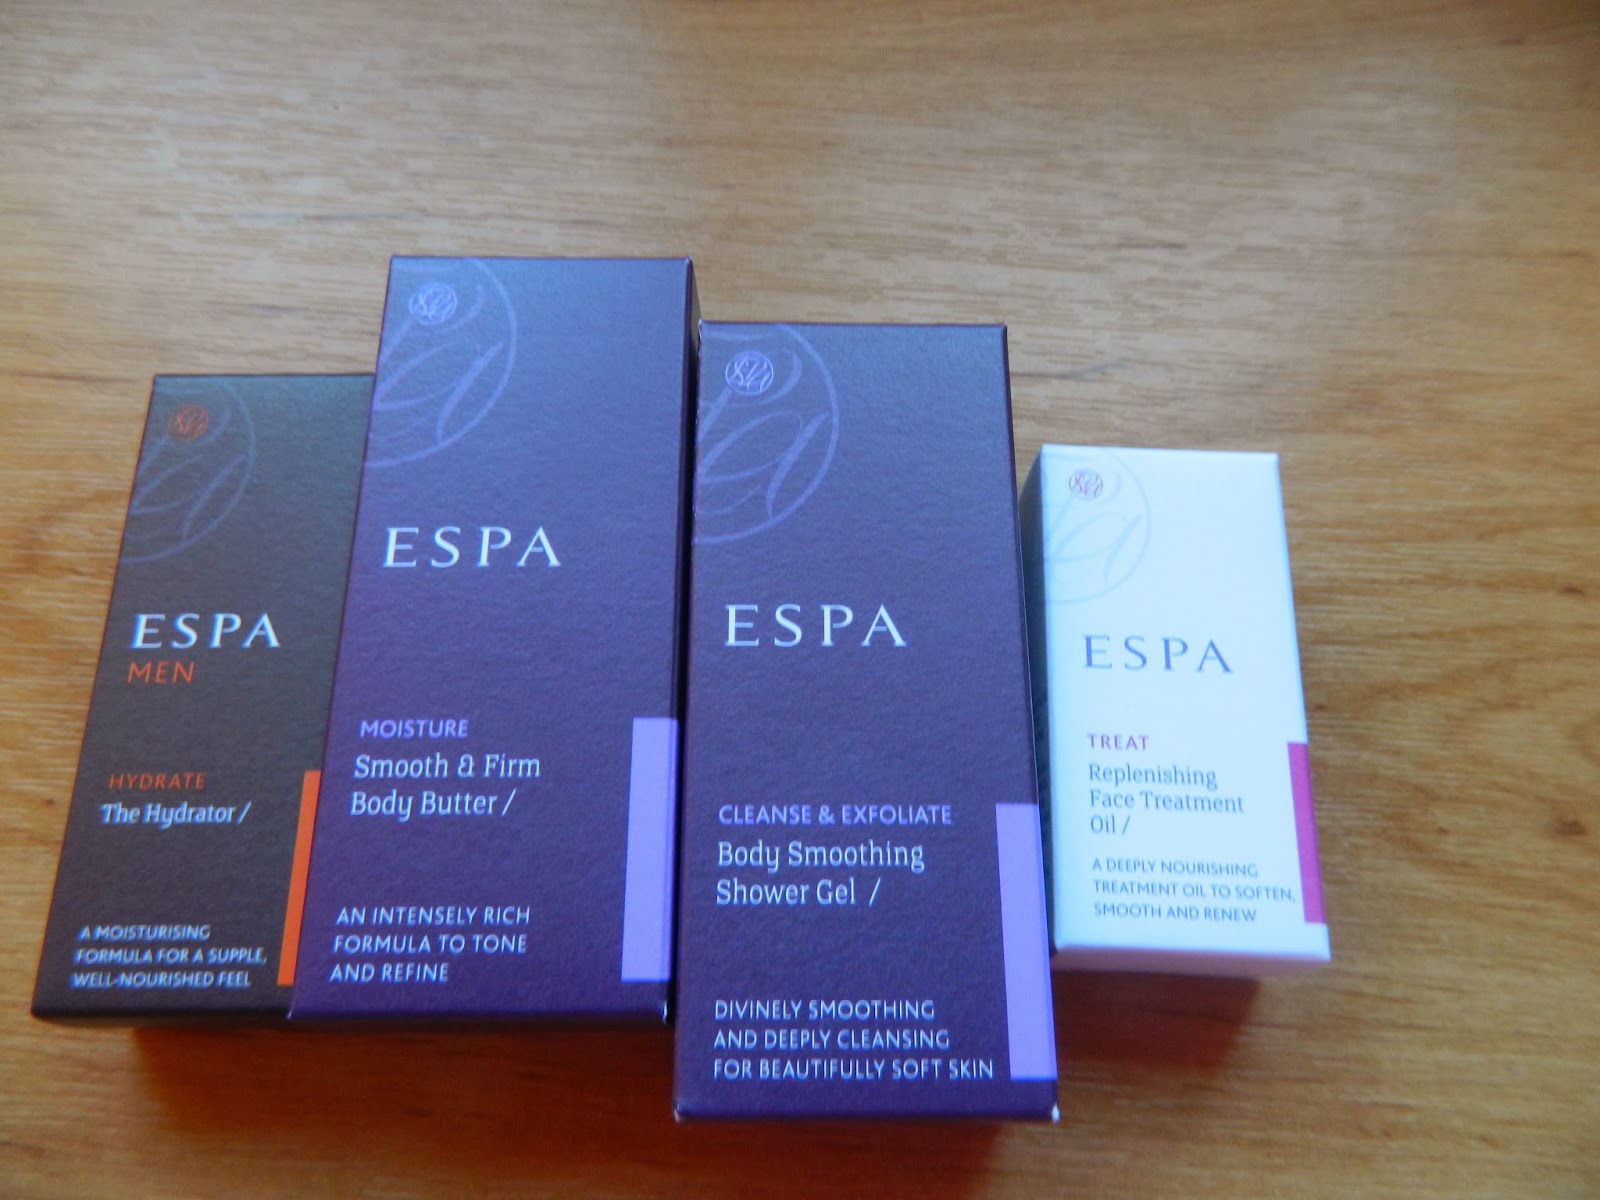 ESPA
MEN
HYDRATE
The Hydrator /
A MOISTURISING
FORMULA FOR A SUPPLE,
WELL-NOURISHED FEEL
ESPA
MOISTURE
Smooth & Firm
Body Butter /
AN INTENSELY RICH
FORMULA TO TONE
AND REFINE
ESPA
CLEANSE & EXFOLIATE
Body Smoothing
Shower Gel /
DIVINELY SMOOTHING
AND DEEPLY CLEANSING
FOR BEAUTIFULLY SOFT SKIN
ESPA
TREAT
Replenishing
Face Treatment
Oil /
A DEEPLY NOURISHING
TREATMENT OIL TO SOFTEN,
SMOOTH AND RENEW